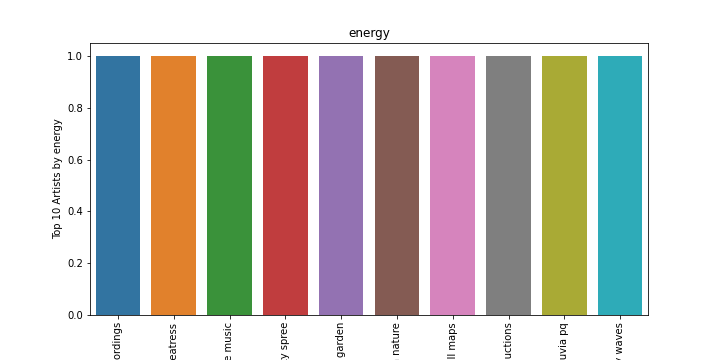 energy
Top 10 Artists by energy
1.0
0.8
0.6
0.4
0.2
0.0
ordings
eatress
e music
y spree
garden
nature
ll maps
uctions
uvia pq
waves